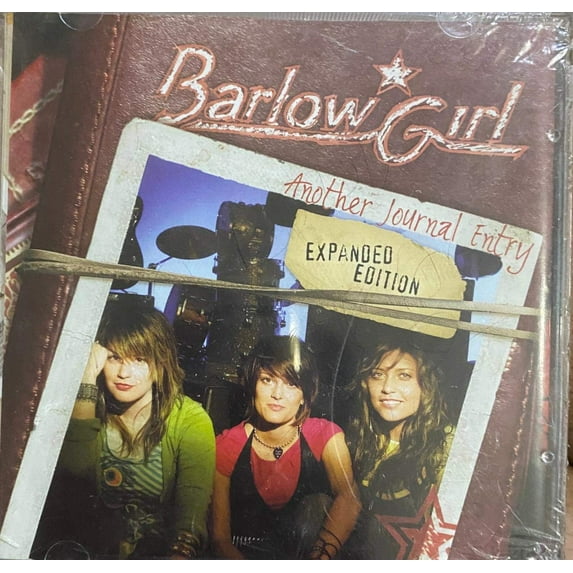 BarlowGirl
Another Journal Entry
EXPANDED
EDITION